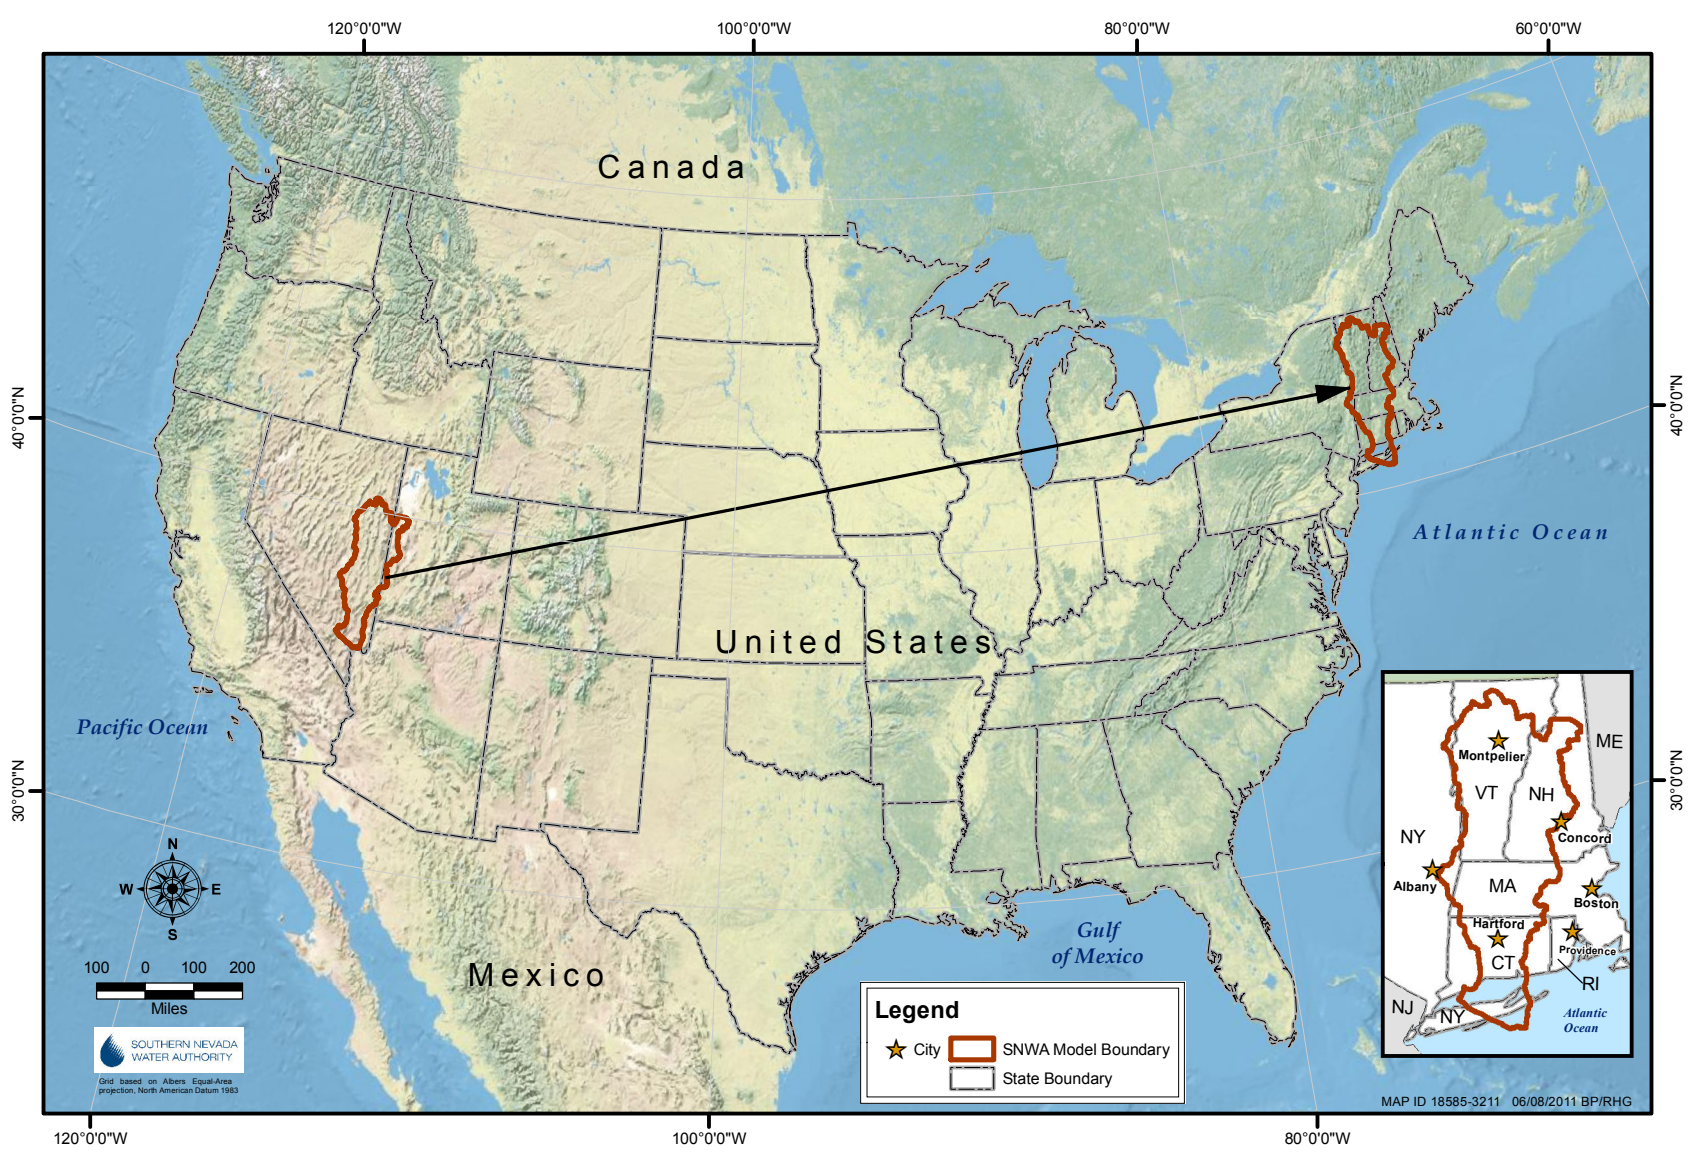 120°0'0"W
100°0'0"W
80°0'0"W
60°0'0"W
Canada
40°0'0"N
40°0'0"N
Atlantic Ocean
United States
Pacific Ocean
30°0'0"N
30°0'0"N
Gulf
of Mexico
Mexico
N
W
E
S
100 0 100 200
Miles
SOUTHERN NEVADA
WATER AUTHORITY
Grid based on Albers Equal-Area
projection, North American Datum 1983
Legend
City
SNWA Model Boundary
State Boundary
ME
Montpelier
VT
NH
NY
Concord
Albany
MA
Boston
Hartford
Providence
CT
RI
NJ
NY
Atlantic
Ocean
MAP ID 18585-3211 06/08/2011 BP/RHG
120°0'0"W
100°0'0"W
80°0'0"W